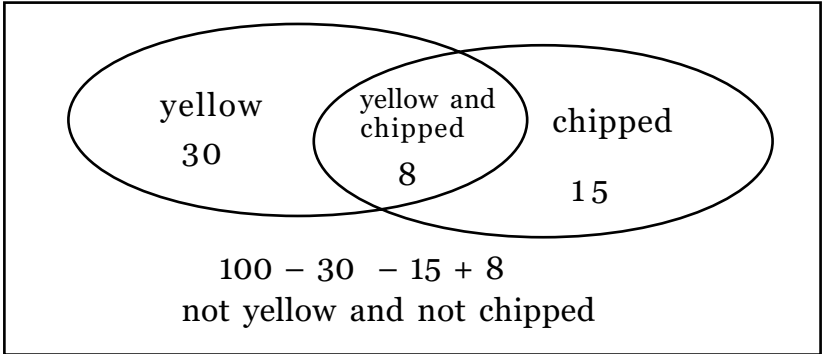 yellow
30
yellow and
chipped
8
chipped
15
100 – 30 – 15 + 8
not yellow and not chipped